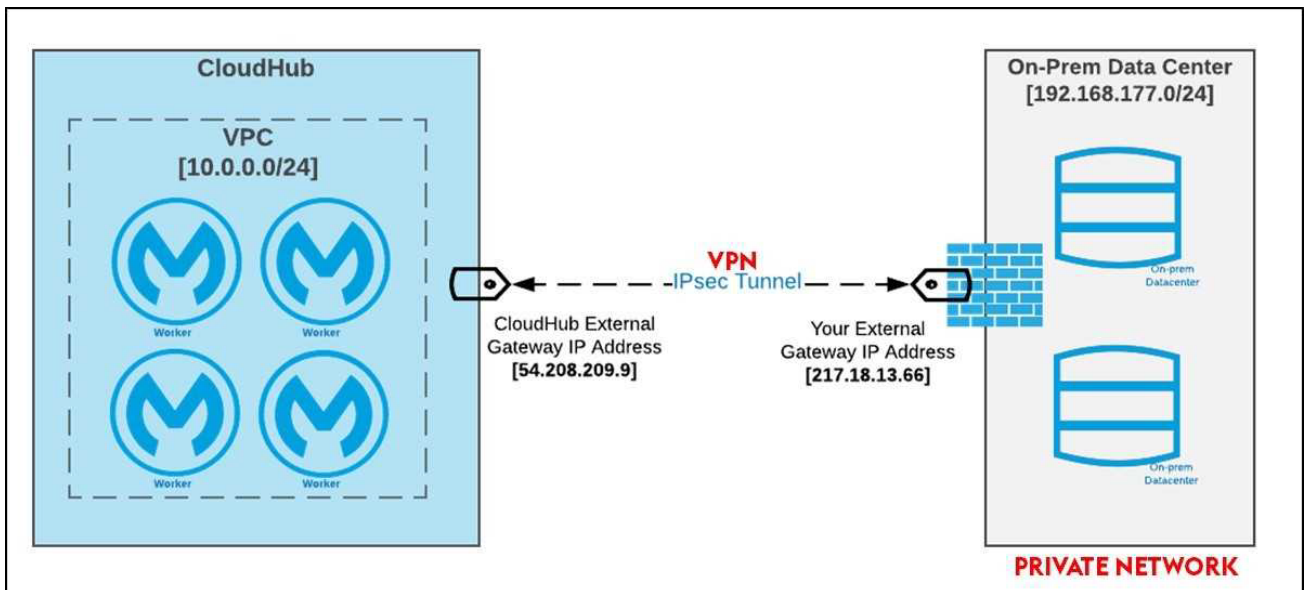 CloudHub
VPC
[10.0.0.0/24]
Worker
Worker
Worker
Worker
VPN
IPsec Tunnel
CloudHub External
Gateway IP Address
[54.208.209.9]
Your External
Gateway IP Address
[217.18.13.66]
On-Prem Data Center
[192.168.177.0/24]
On-prem
Datacenter
On-prem
Datacenter
PRIVATE NETWORK